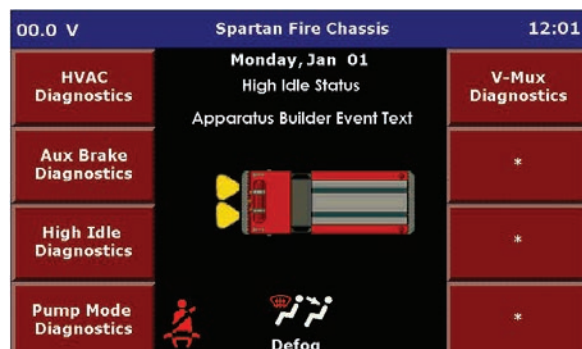 00.0 V
Spartan Fire Chassis
12:01
HVAC
Diagnostics
Aux Brake
Diagnostics
High Idle
Diagnostics
Pump Mode
Diagnostics
Monday, Jan 01
High Idle Status
Apparatus Builder Event Text
Defog
V-Mux
Diagnostics
*
*
*